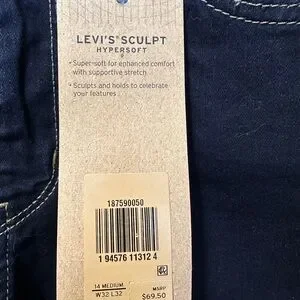 LEVI'S® SCULPT
HYPERSOFT
• Super-soft for enhanced comfort
with supportive stretch
• Sculpts and holds to celebrate
your features
187590050
1 94576 11312 4
14 MEDIUM
W32 L32
MSRP
$69.50